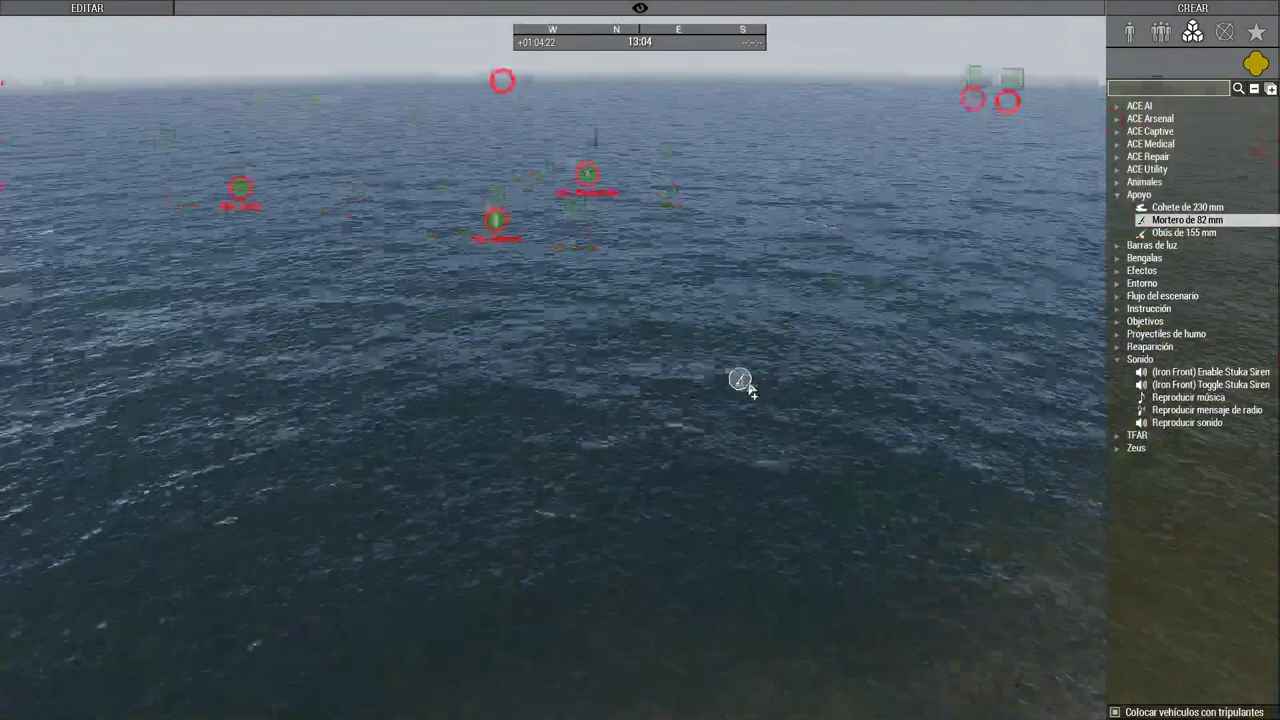 EDITAR
CREAR
W N E S
+01:04:22 13:04 --:--:--
ACE AI
ACE Arsenal
ACE Captive
ACE Medical
ACE Repair
ACE Utility
Animales
Apoyo
Cohete de 230 mm
Mortero de 82 mm
Obús de 155 mm
Barras de luz
Bengalas
Efectos
Entorno
Flujo del escenario
Instrucción
Objetivos
Proyectiles de humo
Reaparición
Sonido
(Iron Front) Enable Stuka Siren
(Iron Front) Toggle Stuka Siren
Reproducir música
Reproducir mensaje de radio
Reproducir sonido
TFAR
Zeus
Colocar vehículos con tripulantes